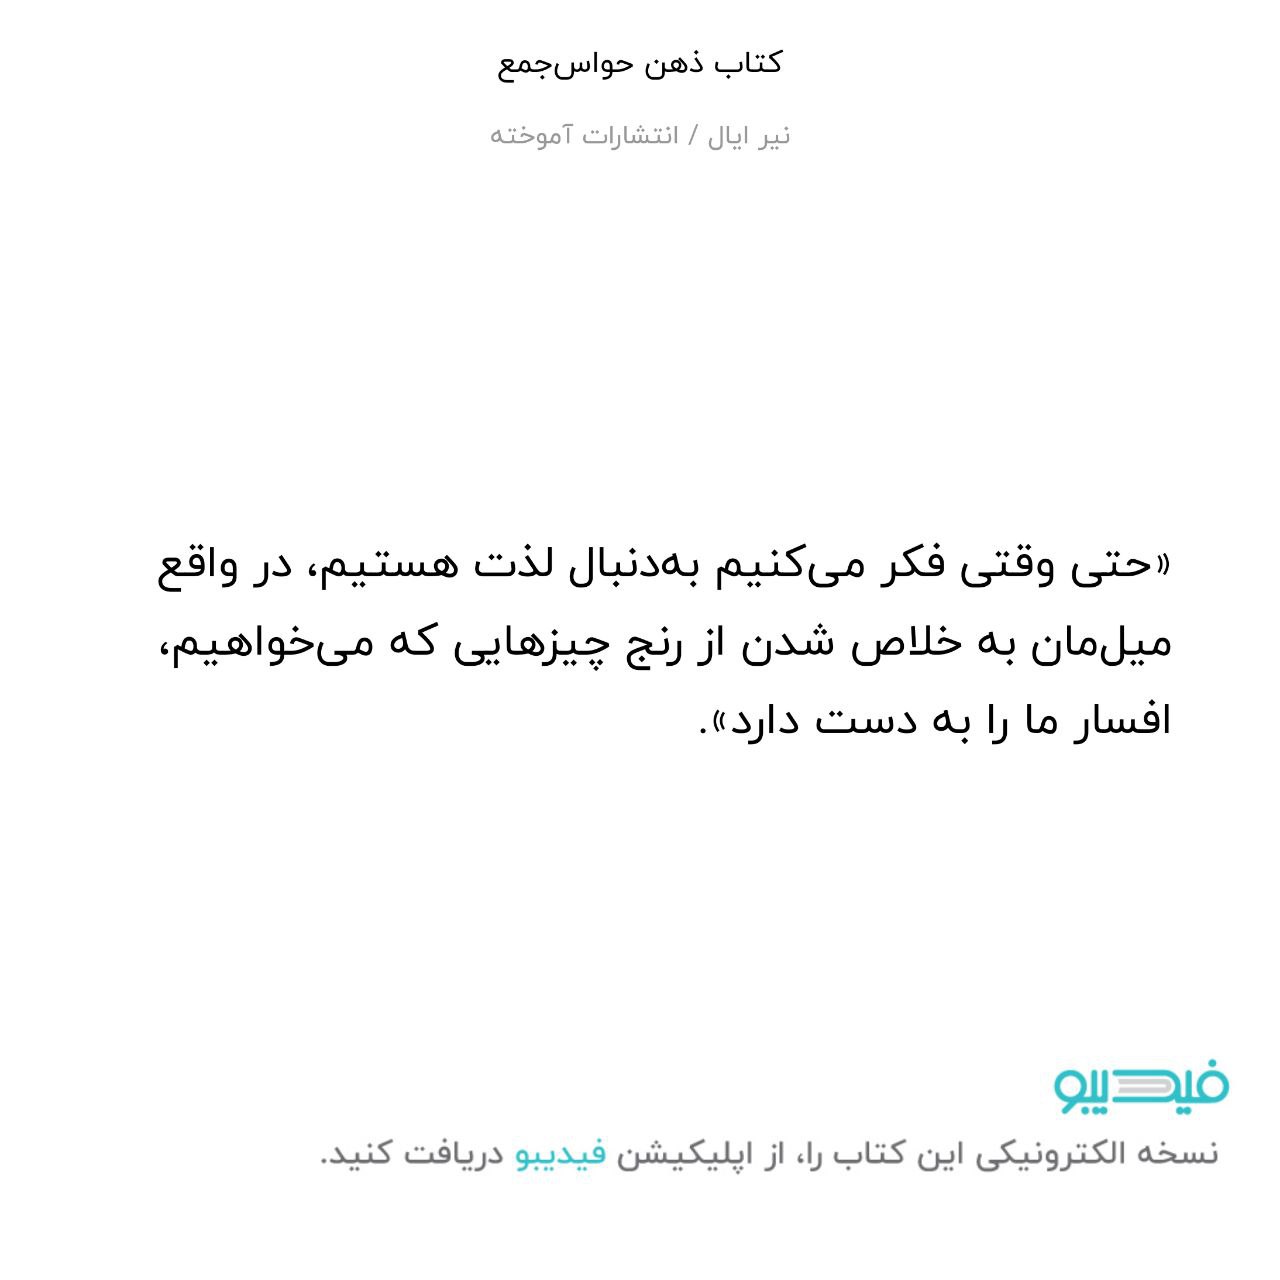 کتاب ذهن حواس‌جمع
نیر ایال / انتشارات آموخته
«حتی وقتی فکر می‌کنیم به‌دنبال لذت هستیم، در واقع
میل‌مان به خلاص شدن از رنج چیزهایی که می‌خواهیم،
افسار ما را به دست دارد».
فیدیبو
نسخه الکترونیکی این کتاب را، از اپلیکیشن فیدیبو دریافت کنید.